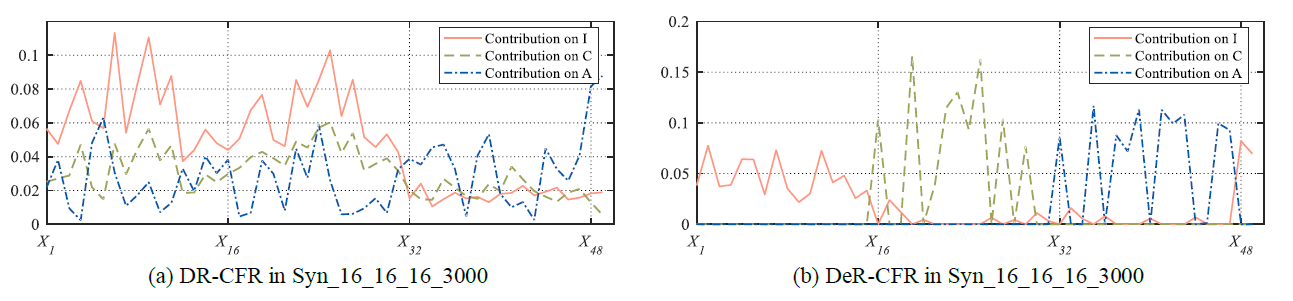 0.1
0.08
0.06
0.04
0.02
0
X1
X16
X32
X48
Contribution on I
Contribution on C
Contribution on A
(a) DR-CFR in Syn_16_16_16_3000
0.2
0.15
0.1
0.05
0
X1
X16
X32
X48
Contribution on I
Contribution on C
Contribution on A
(b) DeR-CFR in Syn_16_16_16_3000